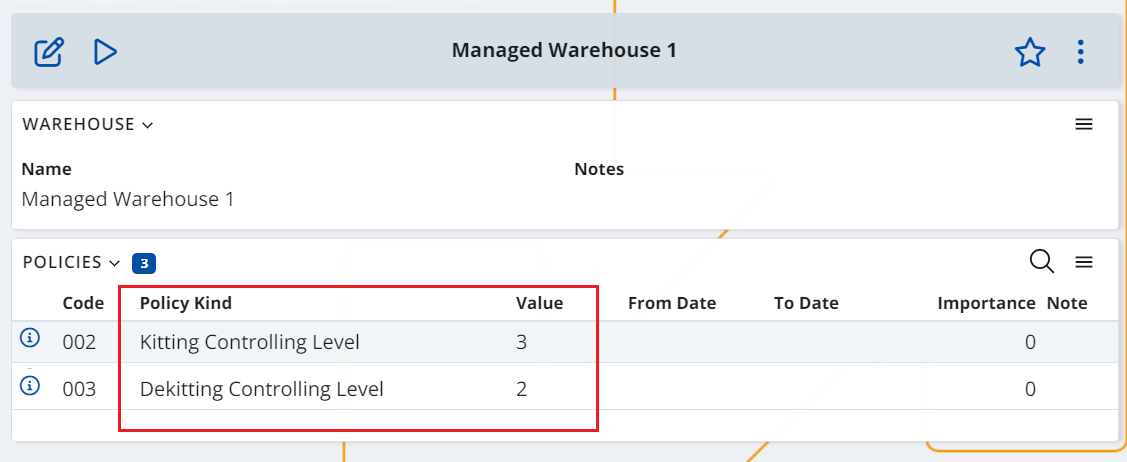 Managed Warehouse 1
WAREHOUSE
Name Notes
Managed Warehouse 1
POLICIES 3
Code Policy Kind Value From Date To Date Importance Note
002 Kitting Controlling Level 3 0
003 Dekitting Controlling Level 2 0